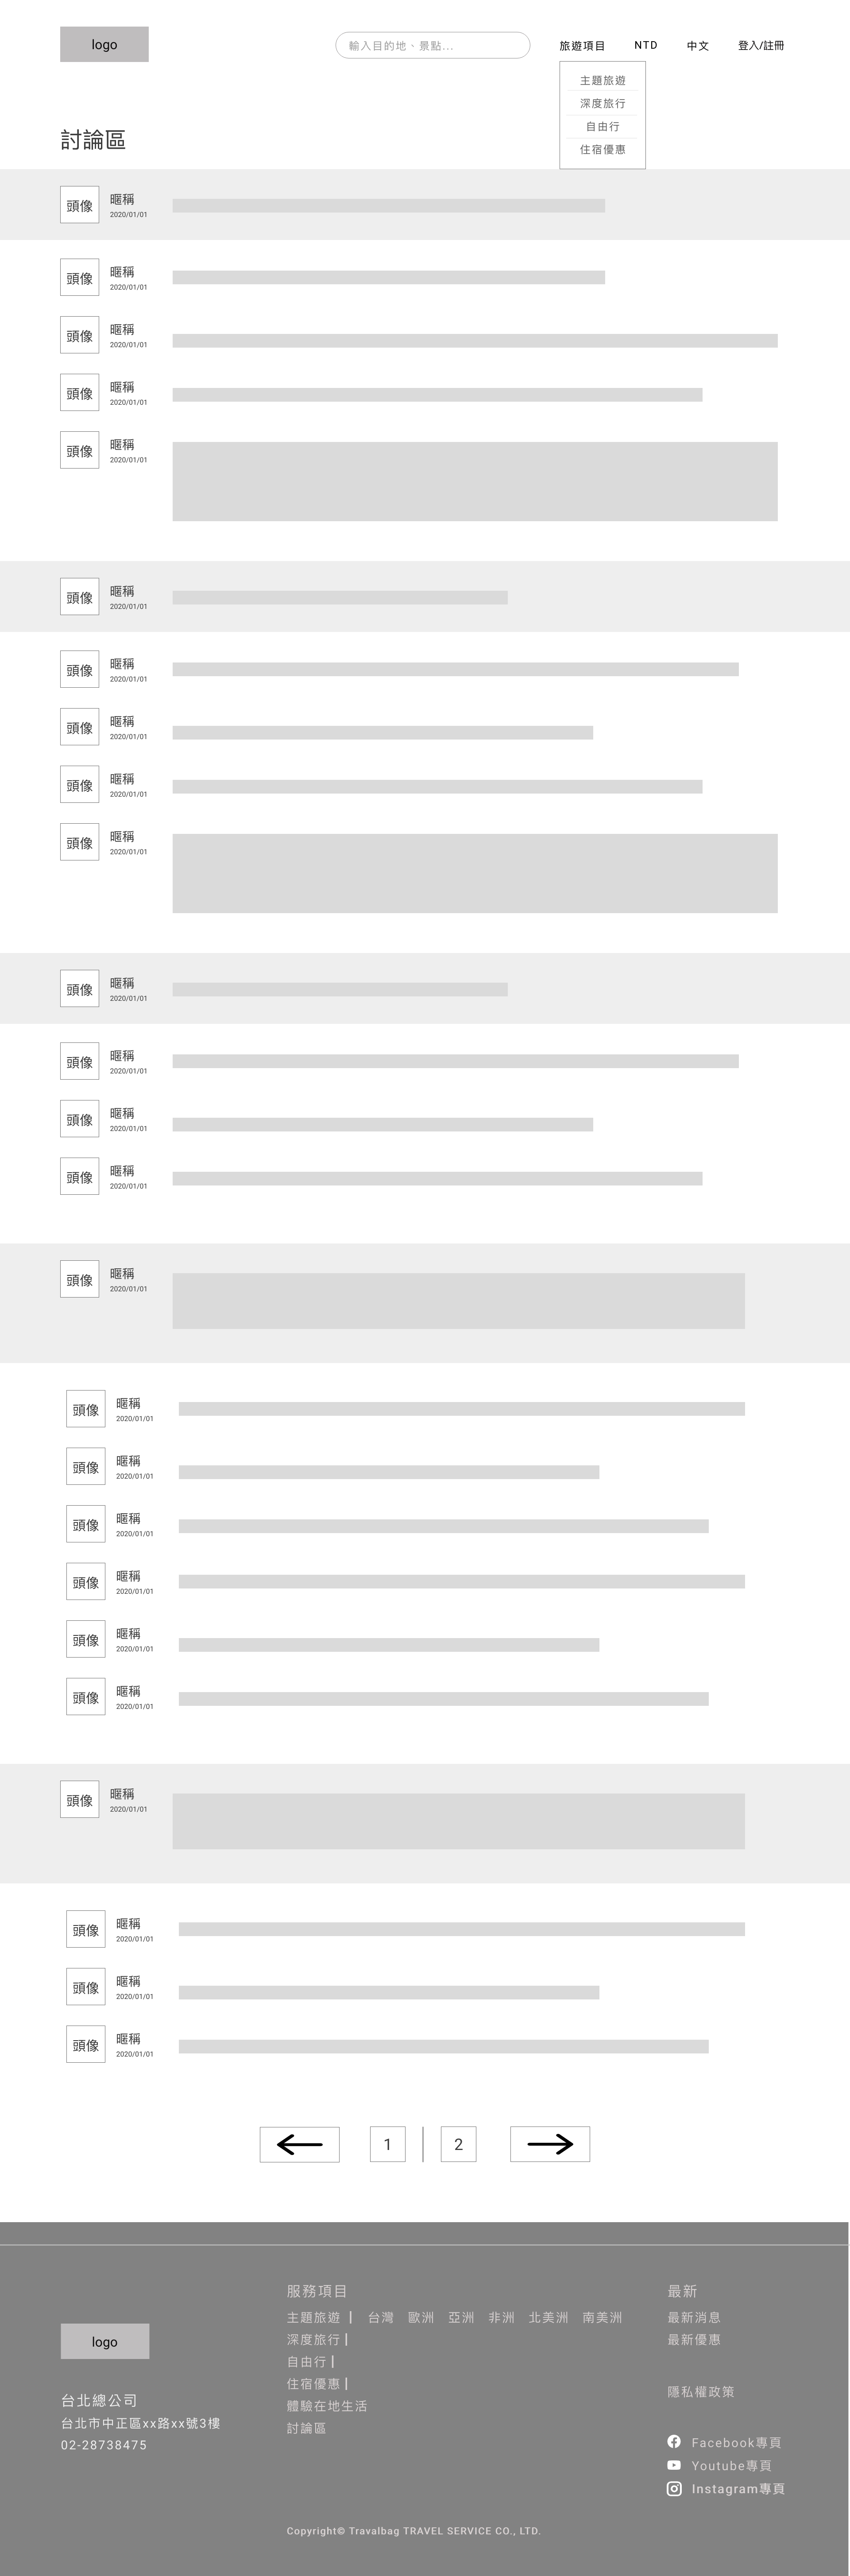 logo
輸入目的地、景點...
旅遊項目 NTD 中文 登入/註冊
主題旅遊
深度旅行
自由行
住宿優惠
討論區
頭像 暱稱
2020/01/01
頭像 暱稱
2020/01/01
頭像 暱稱
2020/01/01
頭像 暱稱
2020/01/01
頭像 暱稱
2020/01/01
頭像 暱稱
2020/01/01
頭像 暱稱
2020/01/01
頭像 暱稱
2020/01/01
頭像 暱稱
2020/01/01
頭像 暱稱
2020/01/01
頭像 暱稱
2020/01/01
頭像 暱稱
2020/01/01
頭像 暱稱
2020/01/01
頭像 暱稱
2020/01/01
頭像 暱稱
2020/01/01
頭像 暱稱
2020/01/01
頭像 暱稱
2020/01/01
頭像 暱稱
2020/01/01
頭像 暱稱
2020/01/01
頭像 暱稱
2020/01/01
頭像 暱稱
2020/01/01
頭像 暱稱
2020/01/01
頭像 暱稱
2020/01/01
頭像 暱稱
2020/01/01
頭像 暱稱
2020/01/01
1 | 2
logo
台北總公司
台北市中正區xx路xx號3樓
02-28738475
服務項目
主題旅遊 | 台灣 歐洲 亞洲 非洲 北美洲 南美洲
深度旅行 |
自由行 |
住宿優惠 |
體驗在地生活
討論區
最新
最新消息
最新優惠
隱私權政策
Facebook專頁
Youtube專頁
Instagram專頁
Copyright© Travalbag TRAVEL SERVICE CO., LTD.